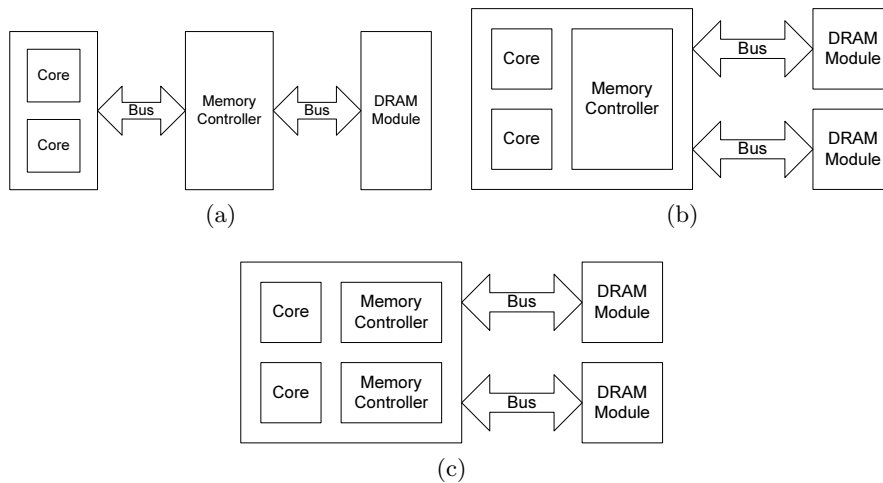 Core
Core
Bus
Memory
Controller
Bus
DRAM
Module
(a)
Core
Core
Memory
Controller
Bus
Bus
DRAM
Module
DRAM
Module
(b)
Core
Memory
Controller
Bus
DRAM
Module
Core
Memory
Controller
Bus
DRAM
Module
(c)